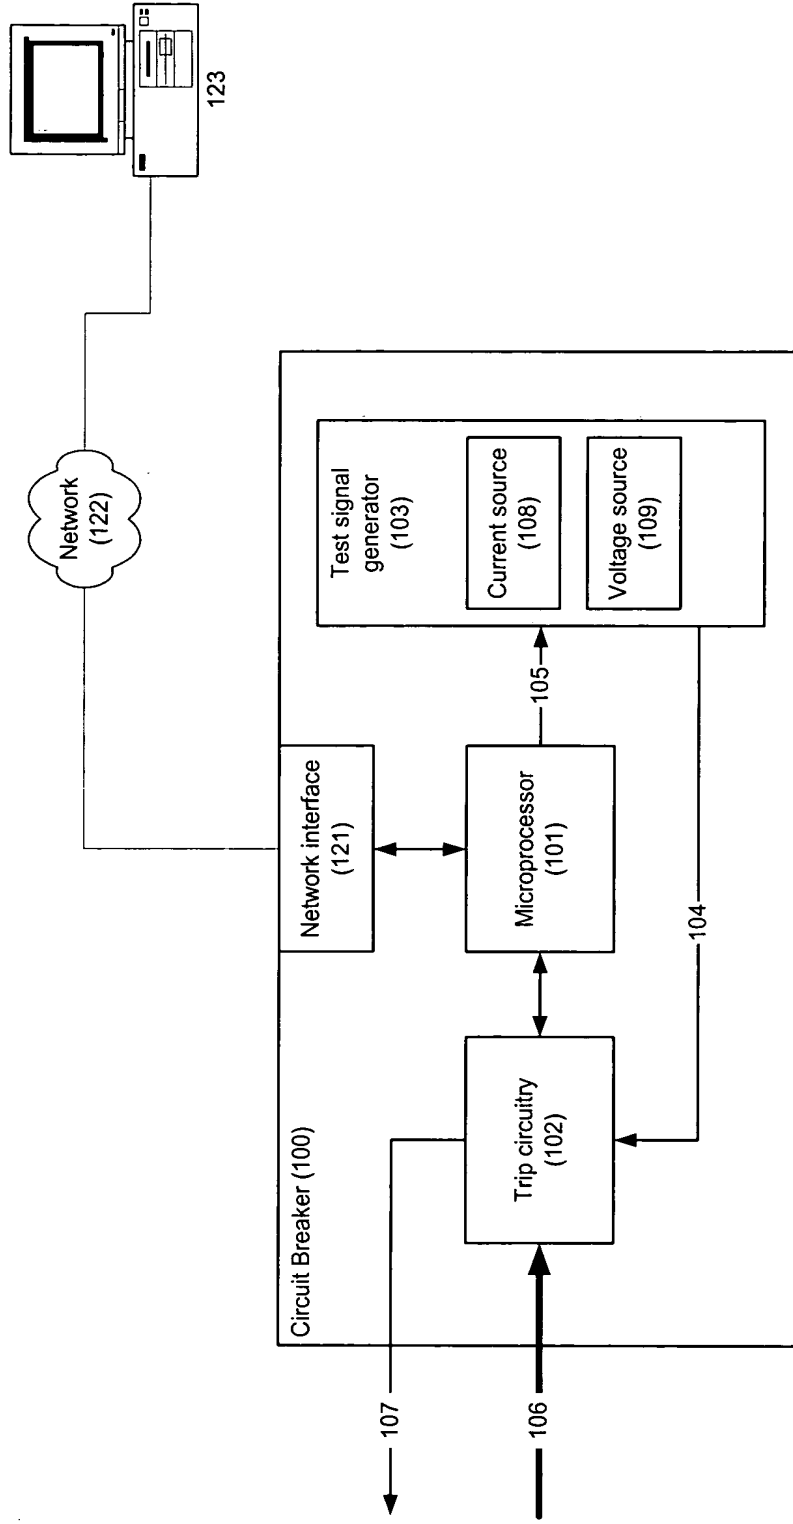 123
Network
(122)
Circuit Breaker (100)
Network interface
(121)
Test signal
generator
(103)
Current source
(108)
Voltage source
(109)
Microprocessor
(101)
105
Trip circuitry
(102)
104
107
106